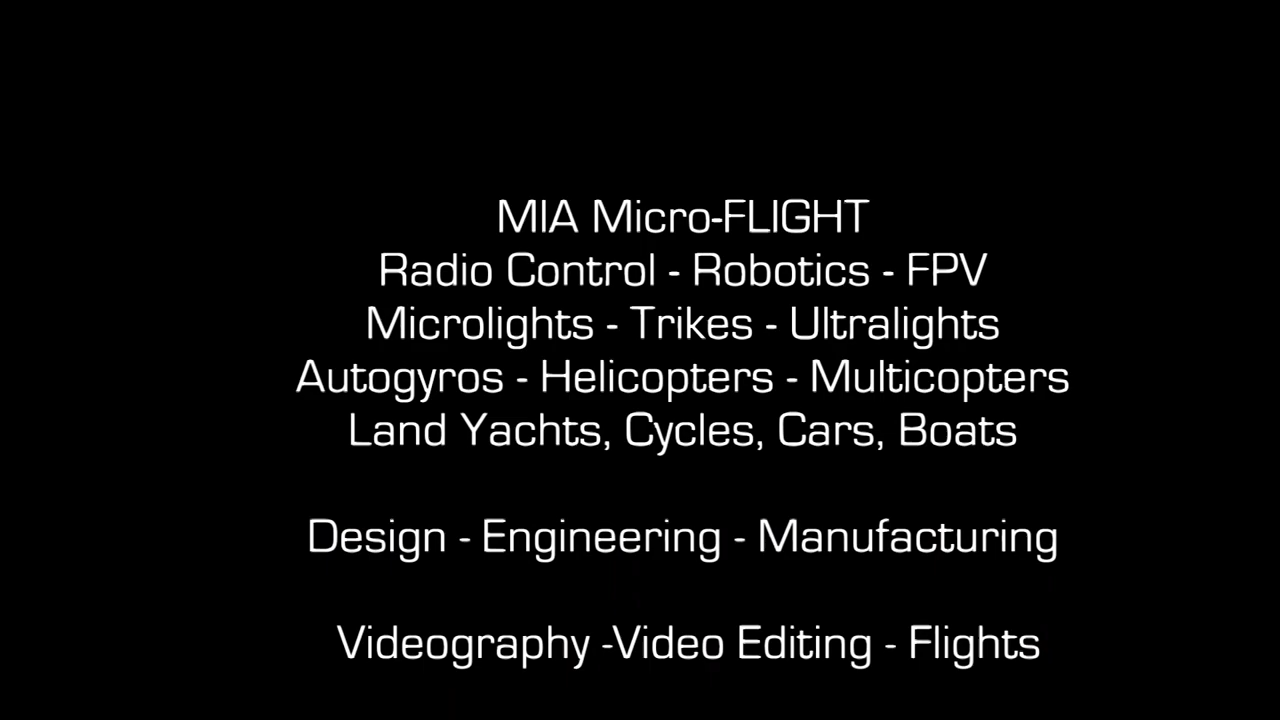 MIA Micro-FLIGHT
Radio Control - Robotics - FPV
Microlights - Trikes - Ultralights
Autogyros - Helicopters - Multicopters
Land Yachts, Cycles, Cars, Boats
Design - Engineering - Manufacturing
Videography -Video Editing - Flights